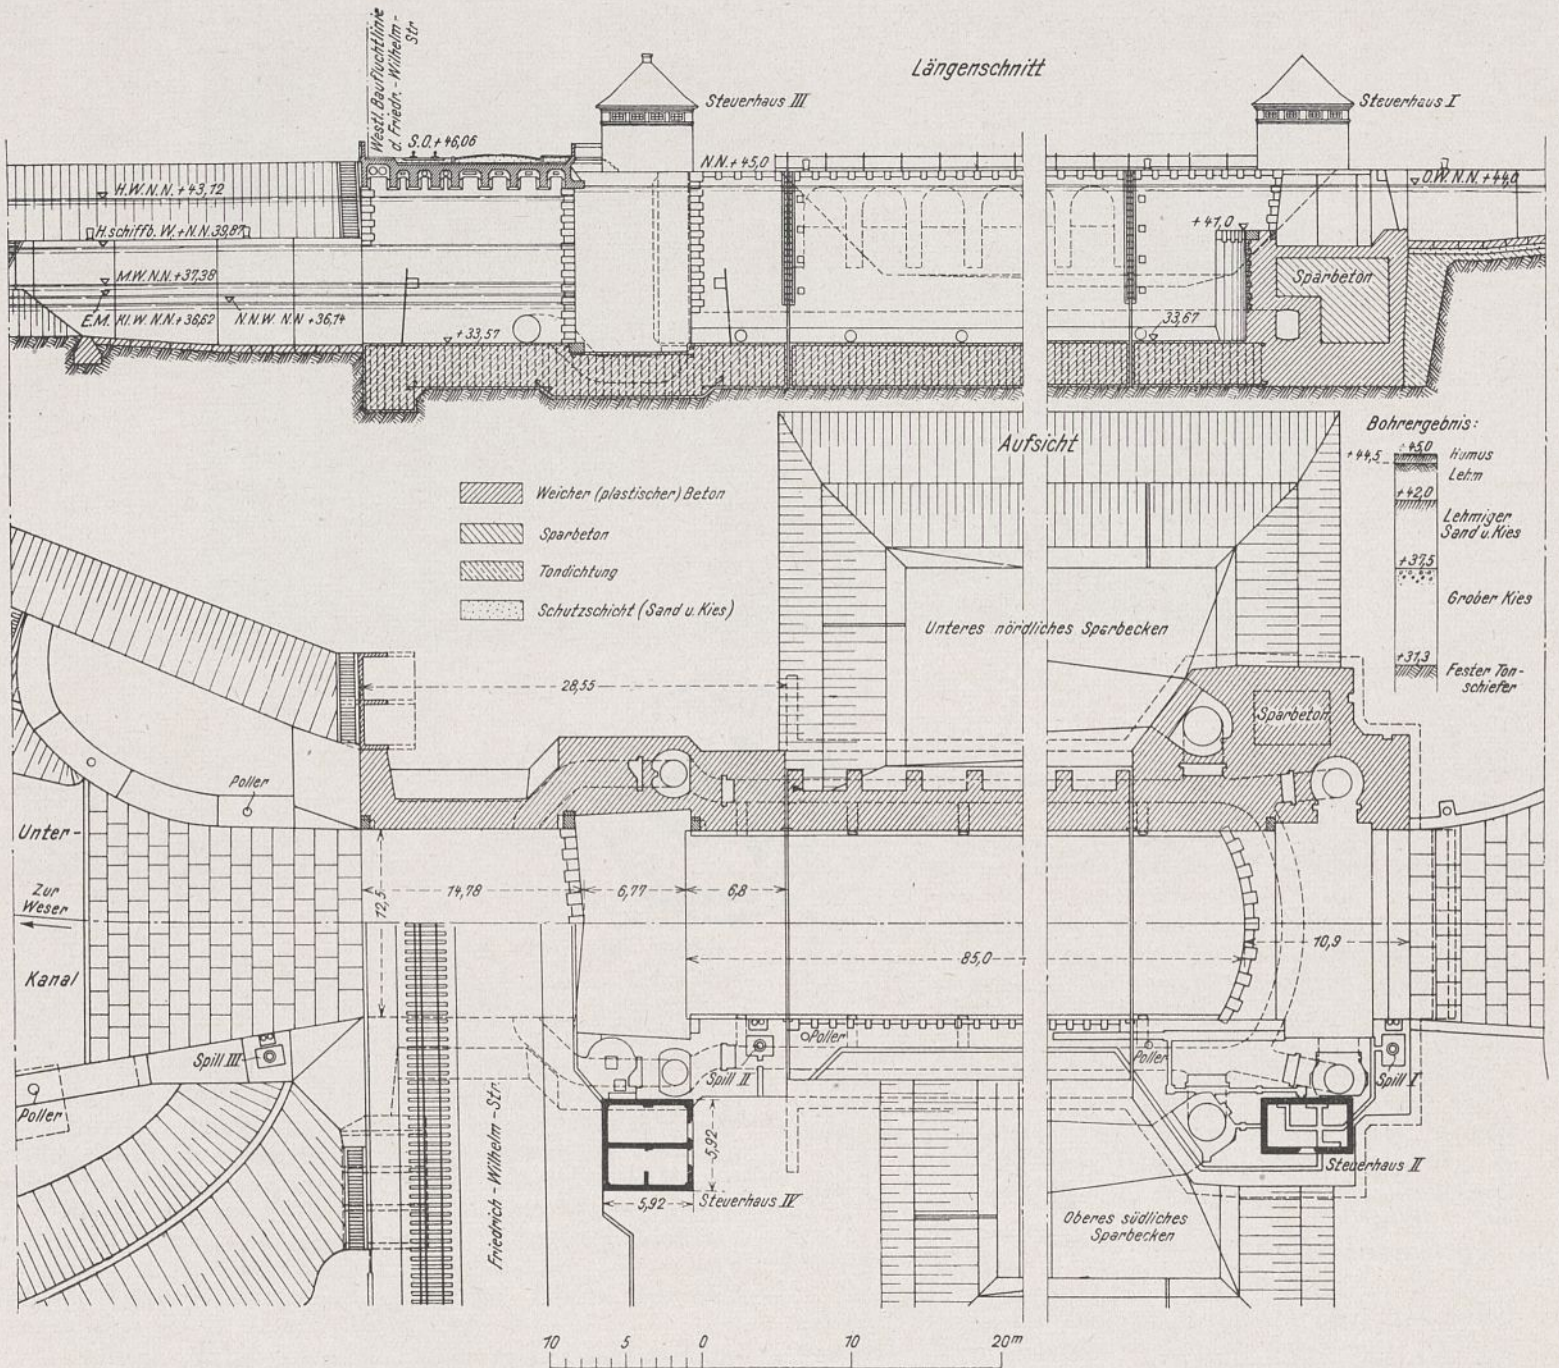 Westl. Baufluchtlinie
d. Friedr.-Wilhelm-
Str
Längenschnitt
Steuerhaus III
Steuerhaus I
S.O.+46,06
N.N.+45,0
H.W.N.N.+43,12
O.W. N.N.+44,0
H.schiffb. W.+N.N.39,87
+41,0
M.W.N.N.+37,38
Sparbeton
E.M. Kl.W. N.N.+36,62
N.N.W. N.N+36,14
+33,57
33,67
Aufsicht
Bohrergebnis:
+45,0
+44,5
Humus
Lehm
+42,0
Lehmiger
Sand u. Kies
+37,5
Grober Kies
+31,3
Fester Ton-
schiefer
Weicher (plastischer) Beton
Sparbeton
Tondichtung
Schutzschicht (Sand u. Kies)
Unteres nördliches Sparbecken
28,55
Sparbeton
Poller
Unter-
Zur
Weser
Kanal
12,5
14,78
6,77
6,8
85,0
10,9
Spill III
Poller
Spill II
Poller
Poller
Spill I
Friedrich-Wilhelm-Str.
5,92
5,92
Steuerhaus IV
Steuerhaus II
Oberes südliches
Sparbecken
10 5 0 10 20m